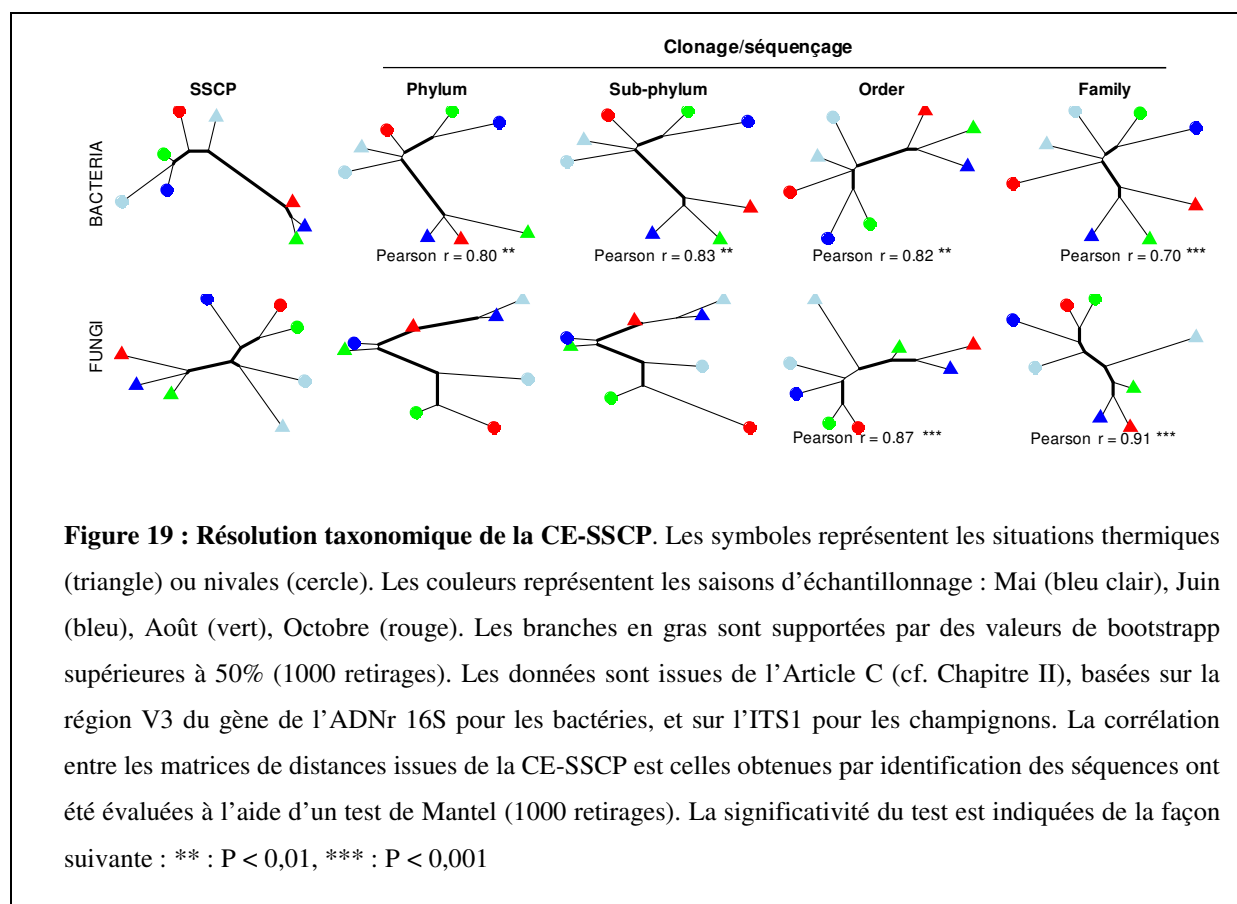 Clonage/séquençage
SSCP Phylum Sub-phylum Order Family
BACTERIA
Pearson r = 0.80 ** Pearson r = 0.83 ** Pearson r = 0.82 ** Pearson r = 0.70 ***
FUNGI
Pearson r = 0.87 *** Pearson r = 0.91 ***
Figure 19 : Résolution taxonomique de la CE-SSCP. Les symboles représentent les situations thermiques
(triangle) ou nivales (cercle). Les couleurs représentent les saisons d’échantillonnage : Mai (bleu clair), Juin
(bleu), Août (vert), Octobre (rouge). Les branches en gras sont supportées par des valeurs de bootstrapp
supérieures à 50% (1000 retirages). Les données sont issues de l’Article C (cf. Chapitre II), basées sur la
région V3 du gène de l’ADNr 16S pour les bactéries, et sur l’ITS1 pour les champignons. La corrélation
entre les matrices de distances issues de la CE-SSCP est celles obtenues par identification des séquences ont
été évaluées à l’aide d’un test de Mantel (1000 retirages). La significativité du test est indiquées de la façon
suivante : ** : P < 0,01, *** : P < 0,001